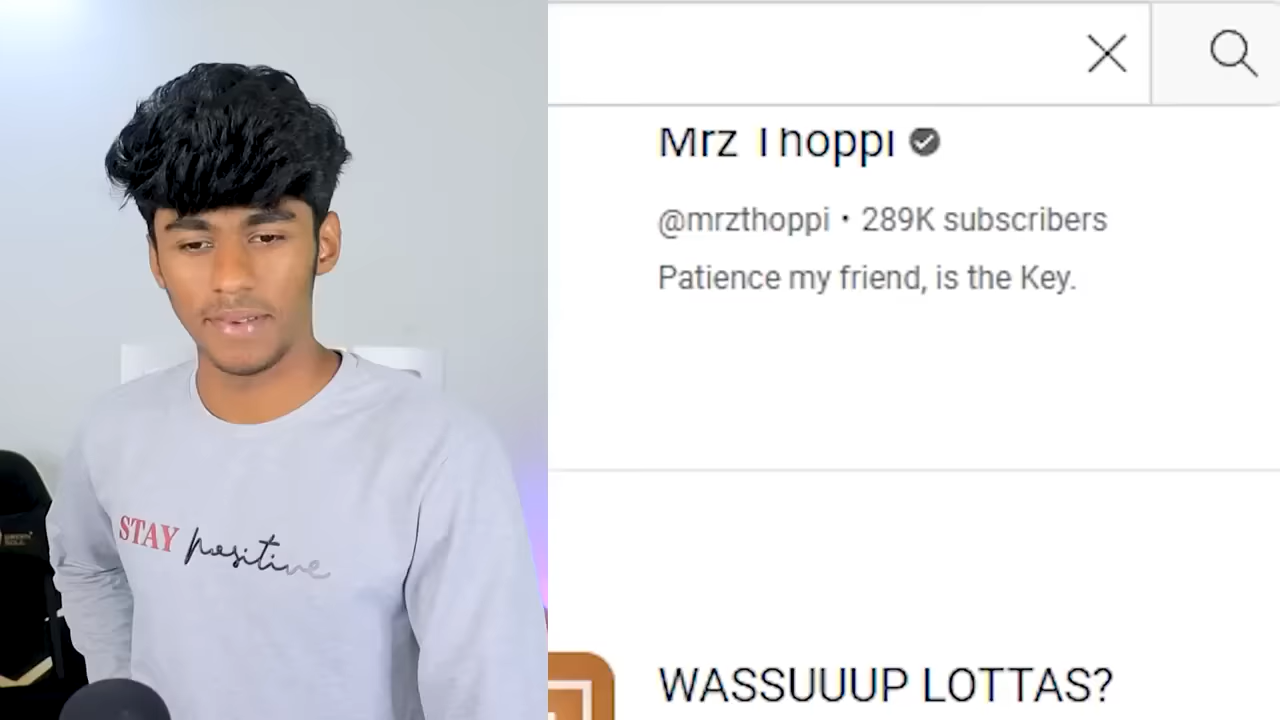 STAY positive
Mrz Thoppi
@mrzthoppi • 289K subscribers
Patience my friend, is the Key.
WASSUUUP LOTTAS?